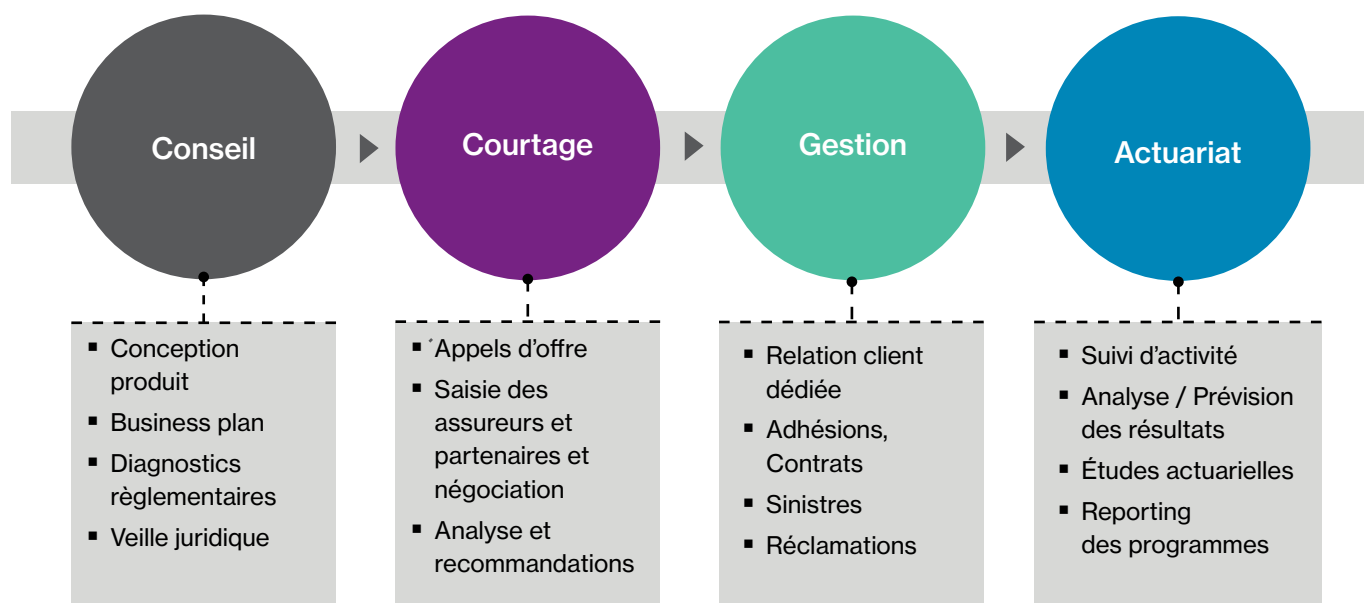 Conseil
Courtage
Gestion
Actuariat
▪ Conception
produit
▪ Business plan
▪ Diagnostics
règlementaires
▪ Veille juridique
▪ Appels d’offre
▪ Saisie des
assureurs et
partenaires et
négociation
▪ Analyse et
recommandations
▪ Relation client
dédiée
▪ Adhésions,
Contrats
▪ Sinistres
▪ Réclamations
▪ Suivi d’activité
▪ Analyse / Prévision
des résultats
▪ Études actuarielles
▪ Reporting
des programmes